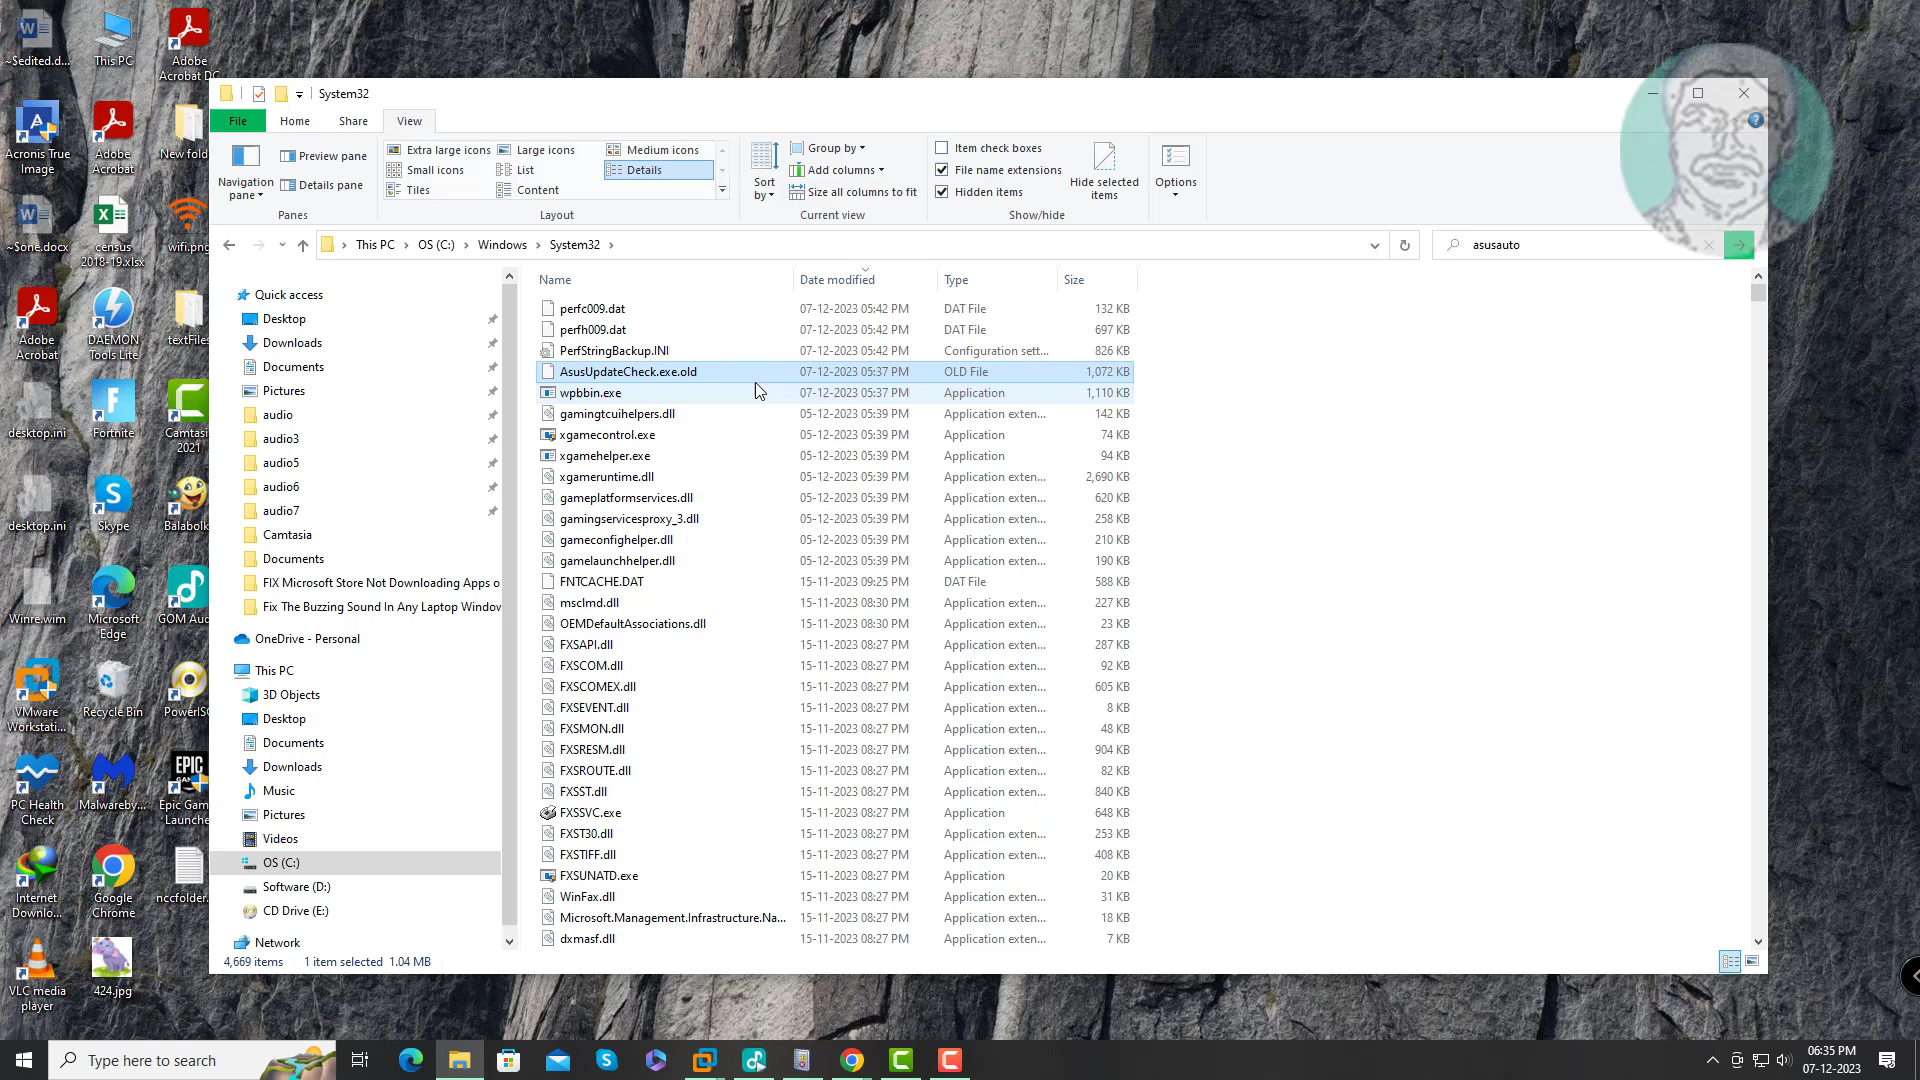 ~Sedited.d...
This PC
Adobe
Acrobat DC
Acronis True
Image
Adobe
Acrobat
New fold
~$one.docx
census
2018-19.xlsx
wifi.png
Adobe
Acrobat
DAEMON
Tools Lite
textFiles
desktop.ini
Fortnite
Camtasia
2021
desktop.ini
Skype
Balabolk
Winre.wim
Microsoft
Edge
GOM Aud
VMware
Workstati...
Recycle Bin
PowerISO
PC Health
Check
Malwareby...
Epic Gam
Launche
Internet
Downlo...
Google
Chrome
nccfolder.
VLC media
player
424.jpg
System32
File
Home
Share
View
Navigation
pane
Preview pane
Details pane
Panes
Extra large icons
Large icons
Medium icons
Small icons
List
Details
Tiles
Content
Layout
Sort
by
Group by
Add columns
Size all columns to fit
Current view
Item check boxes
File name extensions
Hidden items
Hide selected
items
Show/hide
Options
This PC > OS (C:) > Windows > System32 >
asusauto
Quick access
Desktop
Downloads
Documents
Pictures
audio
audio3
audio5
audio6
audio7
Camtasia
Documents
FIX Microsoft Store Not Downloading Apps o
Fix The Buzzing Sound In Any Laptop Window
OneDrive - Personal
This PC
3D Objects
Desktop
Documents
Downloads
Music
Pictures
Videos
OS (C:)
Software (D:)
CD Drive (E:)
Network
Name Date modified Type Size
perfc009.dat 07-12-2023 05:42 PM DAT File 132 KB
perfh009.dat 07-12-2023 05:42 PM DAT File 697 KB
PerfStringBackup.INI 07-12-2023 05:42 PM Configuration sett... 826 KB
AsusUpdateCheck.exe.old 07-12-2023 05:37 PM OLD File 1,072 KB
wpbbin.exe 07-12-2023 05:37 PM Application 1,110 KB
gamingtcuihelpers.dll 05-12-2023 05:39 PM Application exten... 142 KB
xgamecontrol.exe 05-12-2023 05:39 PM Application 74 KB
xgamehelper.exe 05-12-2023 05:39 PM Application 94 KB
xgameruntime.dll 05-12-2023 05:39 PM Application exten... 2,690 KB
gameplatformservices.dll 05-12-2023 05:39 PM Application exten... 620 KB
gamingservicesproxy_3.dll 05-12-2023 05:39 PM Application exten... 258 KB
gameconfighelper.dll 05-12-2023 05:39 PM Application exten... 210 KB
gamelaunchhelper.dll 05-12-2023 05:39 PM Application exten... 190 KB
FNTCACHE.DAT 15-11-2023 09:25 PM DAT File 588 KB
msclmd.dll 15-11-2023 08:30 PM Application exten... 227 KB
OEMDefaultAssociations.dll 15-11-2023 08:30 PM Application exten... 23 KB
FXSAPI.dll 15-11-2023 08:27 PM Application exten... 287 KB
FXSCOM.dll 15-11-2023 08:27 PM Application exten... 92 KB
FXSCOMEX.dll 15-11-2023 08:27 PM Application exten... 605 KB
FXSEVENT.dll 15-11-2023 08:27 PM Application exten... 8 KB
FXSMON.dll 15-11-2023 08:27 PM Application exten... 48 KB
FXSRESM.dll 15-11-2023 08:27 PM Application exten... 904 KB
FXSROUTE.dll 15-11-2023 08:27 PM Application exten... 82 KB
FXSST.dll 15-11-2023 08:27 PM Application exten... 840 KB
FXSSVC.exe 15-11-2023 08:27 PM Application 648 KB
FXST30.dll 15-11-2023 08:27 PM Application exten... 253 KB
FXSTIFF.dll 15-11-2023 08:27 PM Application exten... 408 KB
FXSUNATD.exe 15-11-2023 08:27 PM Application 20 KB
WinFax.dll 15-11-2023 08:27 PM Application exten... 31 KB
Microsoft.Management.Infrastructure.Na... 15-11-2023 08:27 PM Application exten... 18 KB
dxmasf.dll 15-11-2023 08:27 PM Application exten... 7 KB
4,669 items 1 item selected 1.04 MB
Type here to search
06:35 PM
07-12-2023